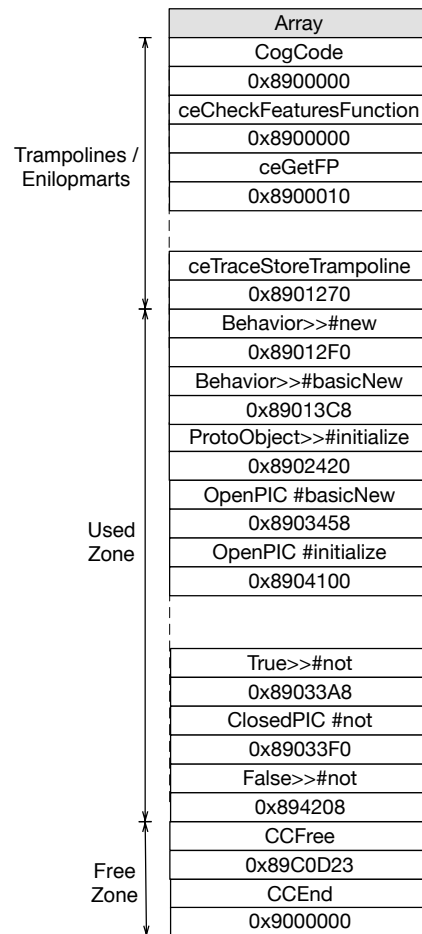 Array
CogCode
0x8900000
ceCheckFeaturesFunction
0x8900000
ceGetFP
0x8900010
Trampolines /
Enilopmarts
ceTraceStoreTrampoline
0x8901270
Behavior>>#new
0x89012F0
Behavior>>#basicNew
0x89013C8
ProtoObject>>#initialize
0x8902420
OpenPIC #basicNew
0x8903458
OpenPIC #initialize
0x8904100
Used
Zone
True>>#not
0x89033A8
ClosedPIC #not
0x89033F0
False>>#not
0x894208
CCFree
0x89C0D23
CCEnd
0x9000000
Free
Zone